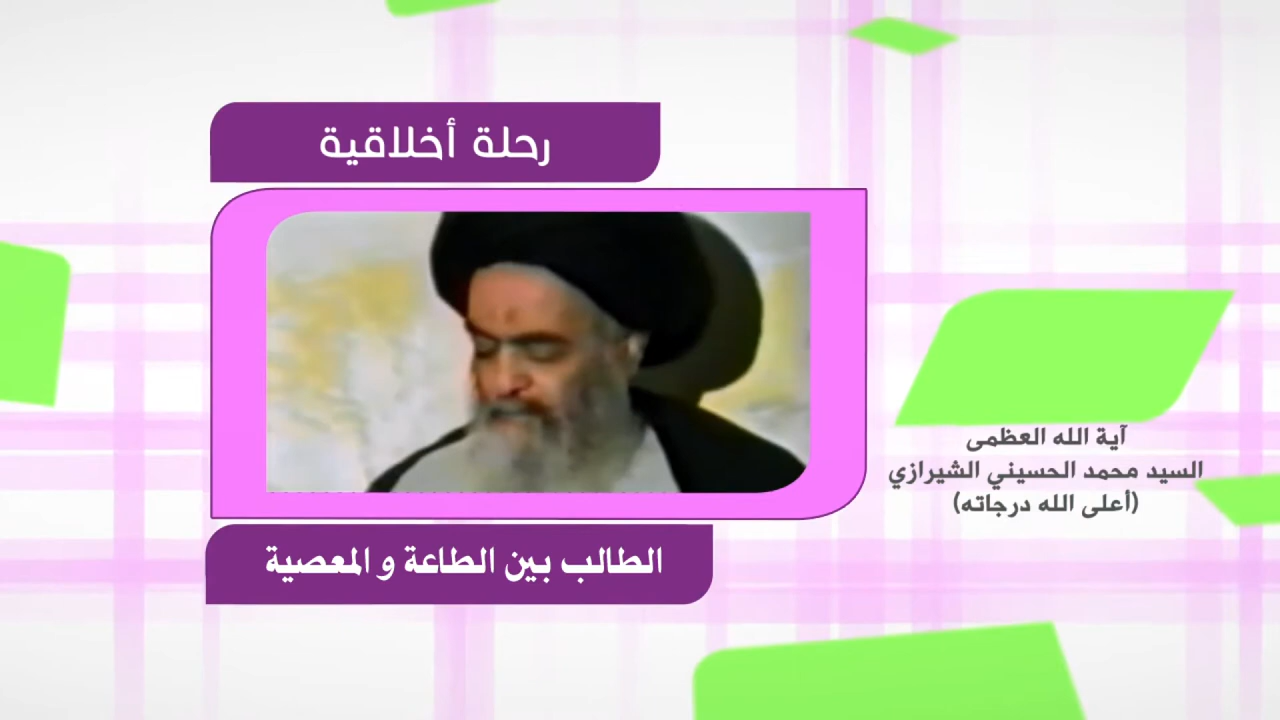 رحلة أخلاقية
آية الله العظمى
السيد محمد الحسيني الشيرازي
(أعلى الله درجاته)
الطالب بين الطاعة و المعصية